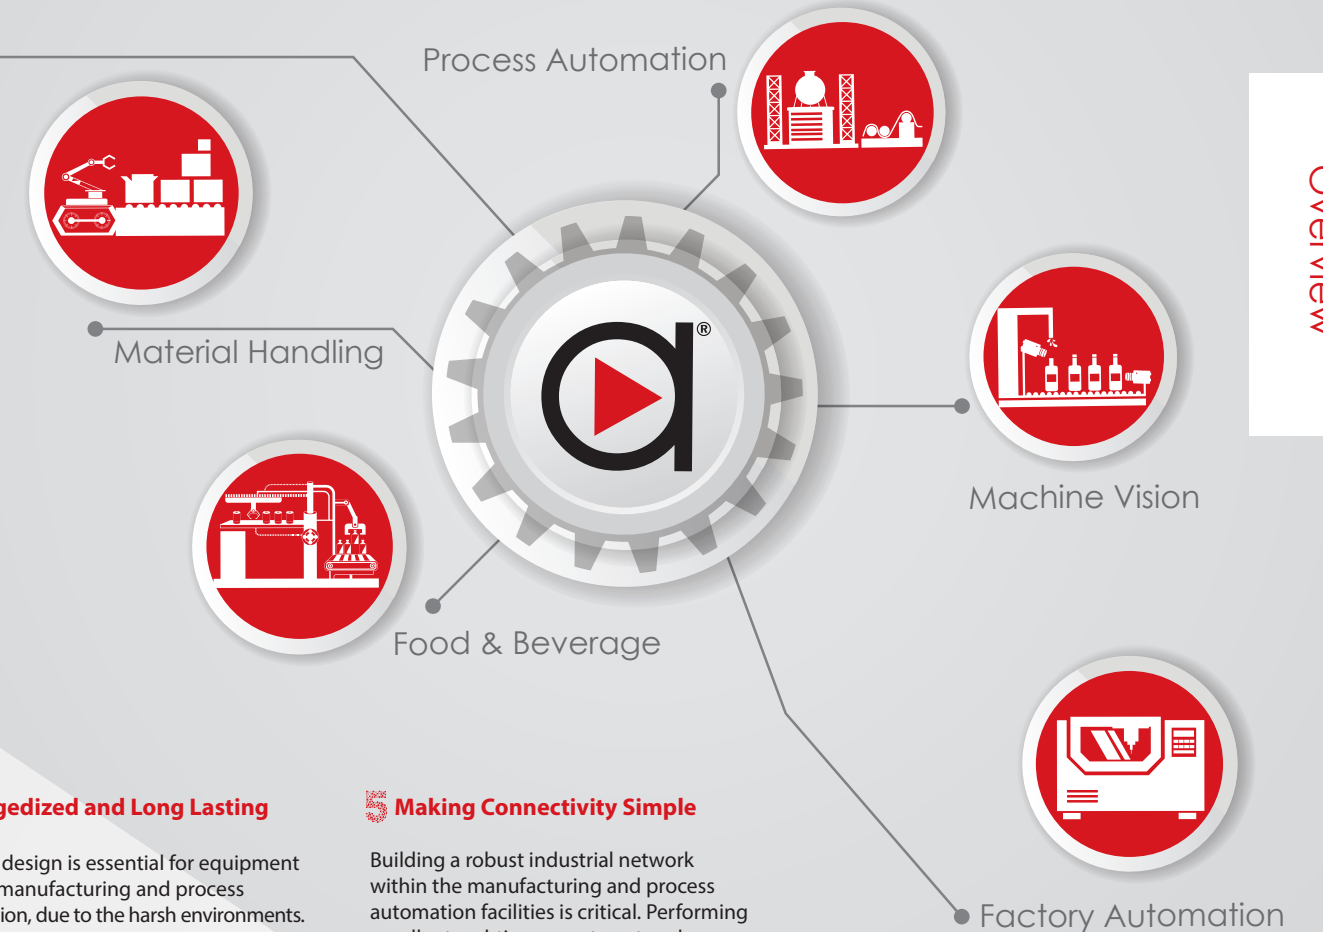 Process Automation
Overview
®
Material Handling
Machine Vision
Food & Beverage
gedized and Long Lasting
design is essential for equipment
manufacturing and process
ion, due to the harsh environments.
5 Making Connectivity Simple
Building a robust industrial network
within the manufacturing and process
automation facilities is critical. Performing
Factory Automation